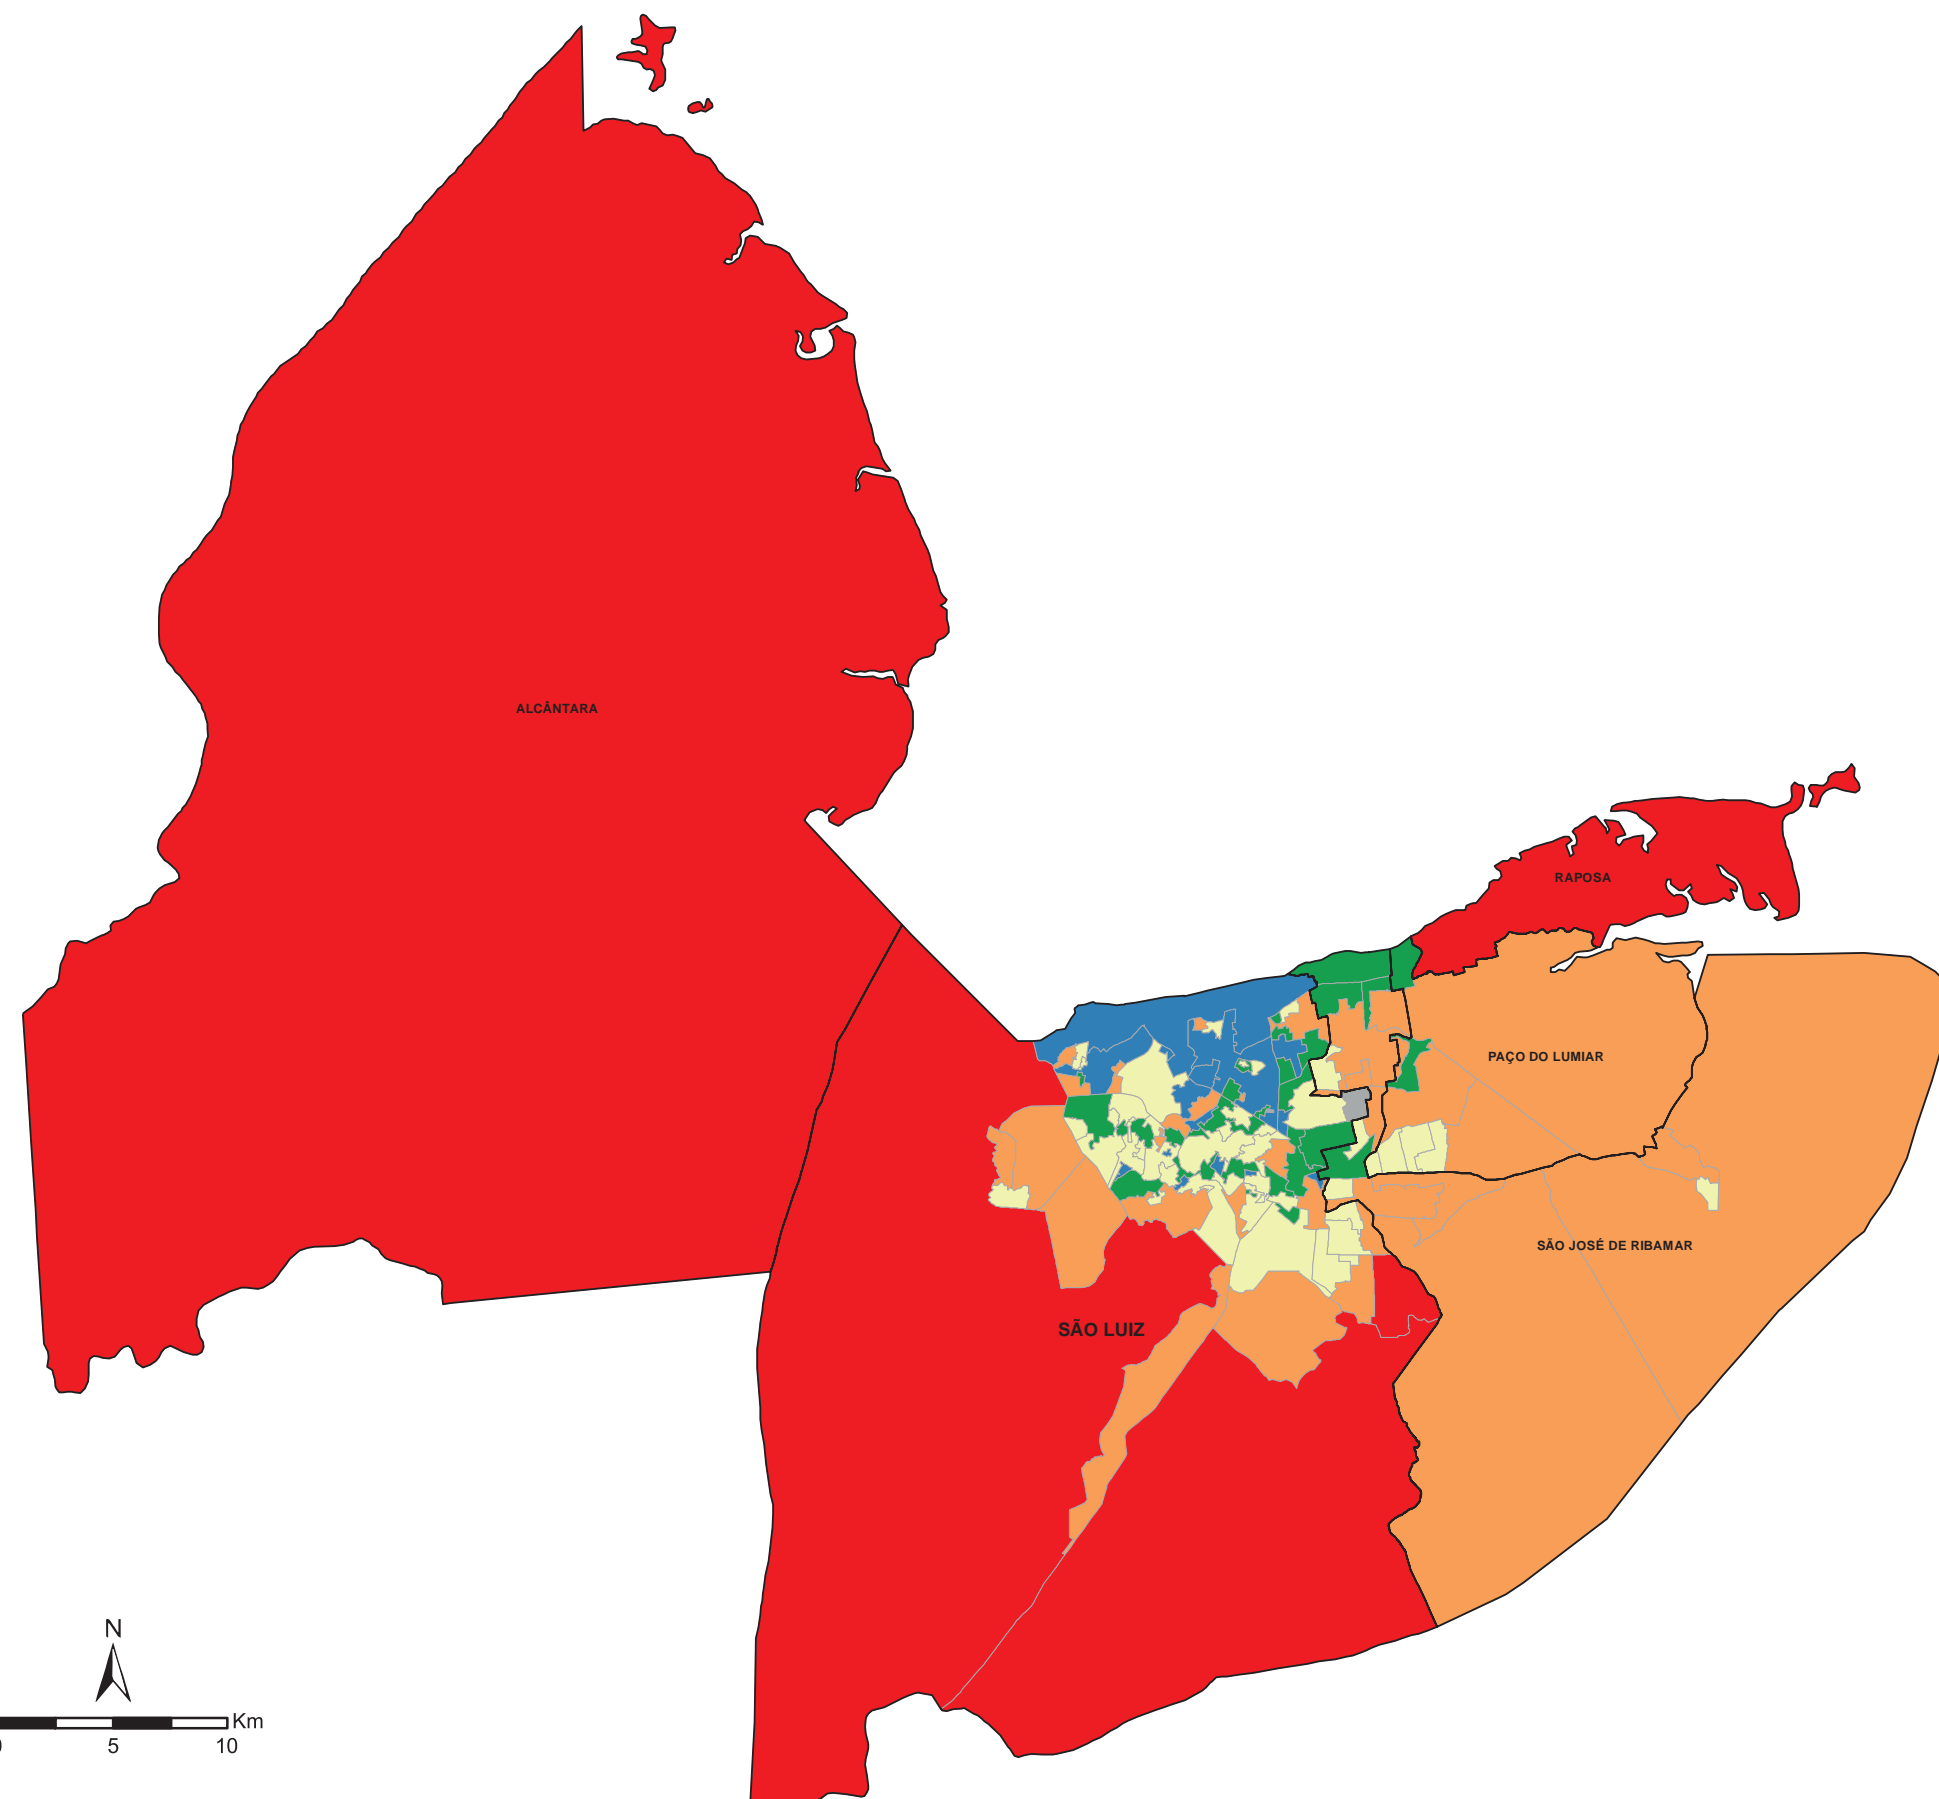 ALCÂNTARA
RAPOSA
PAÇO DO LUMIAR
SÃO JOSÉ DE RIBAMAR
SÃO LUIZ
N
Km
5 10